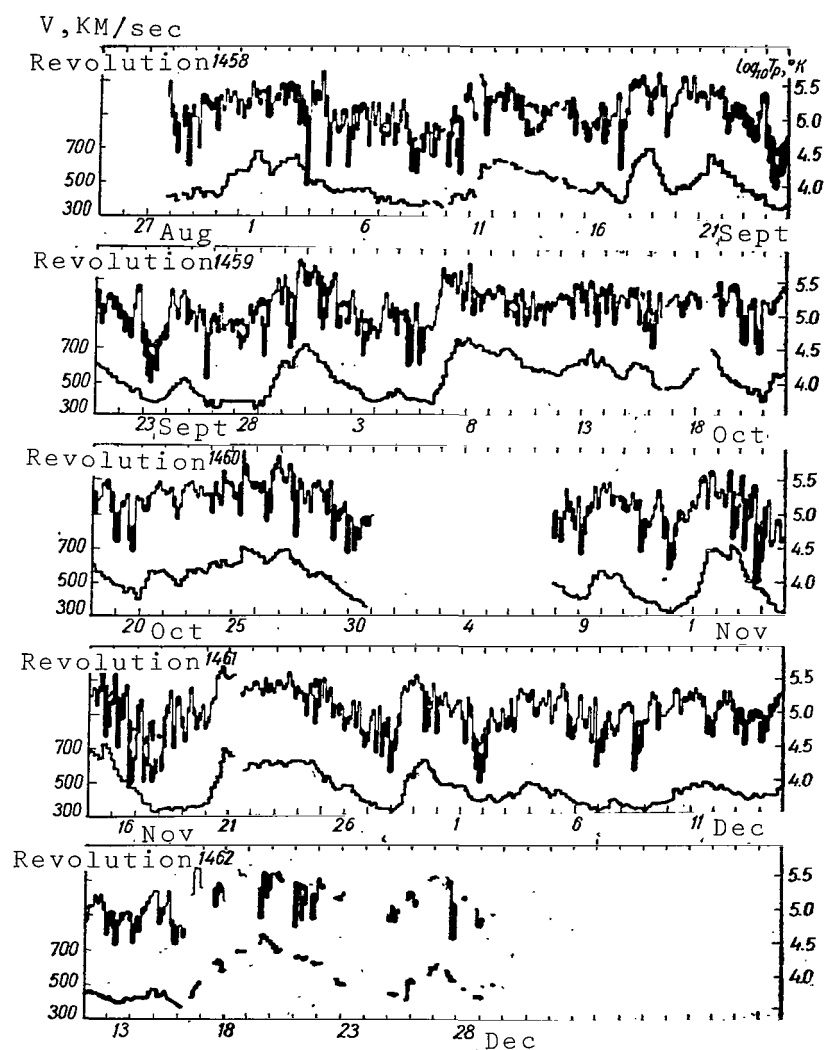 V,KM/sec
Revolution 1458
log10Tp,°K
700
500
300
5.5
5.0
4.5
4.0
27 Aug 1 6 11 16 21 Sept
Revolution 1459
700
500
300
5.5
5.0
4.5
4.0
23 Sept 28 3 8 13 18 Oct
Revolution 1460
700
500
300
5.5
5.0
4.5
4.0
20 Oct 25 30 4 9 1 Nov
Revolution 1461
700
500
300
5.5
5.0
4.5
4.0
16 Nov 21 26 1 6 11 Dec
Revolution 1462
700
500
300
5.5
5.0
4.5
4.0
13 18 23 28 Dec